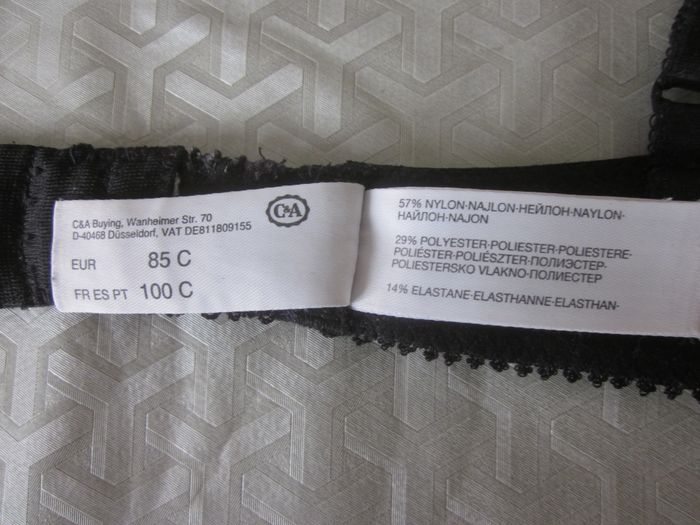 C&A Buying, Wanheimer Str. 70
D-40468 Düsseldorf, VAT DE811809155
C&A
EUR 85 C
FR ES PT 100 C
57% NYLON·NAJLON·НЕЙЛОН·NAYLON·
НАЙЛОН·NAJON
29% POLYESTER·POLIESTER·POLIESTERE·
POLIÉSTER·POLIÉSZTER·ПОЛИЭСТЕР·
POLIESTERSKO VLAKNO·ПОЛИЕСТЕР
14% ELASTANE·ELASTHANNE·ELASTHAN·